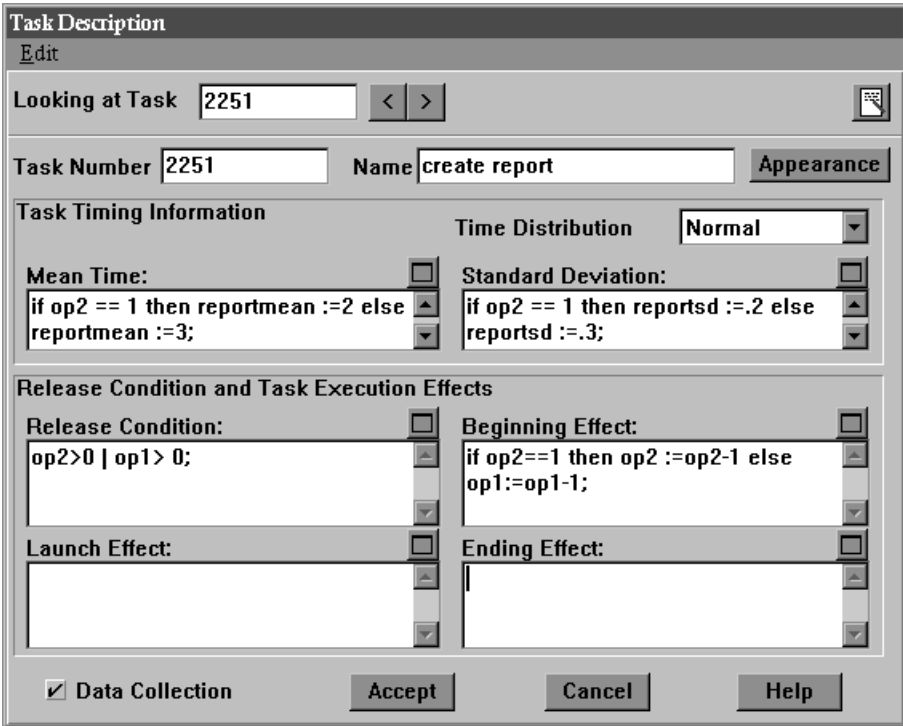 Task Description
Edit
Looking at Task 2251 < >
Task Number 2251 Name create report Appearance
Task Timing Information
Time Distribution Normal
Mean Time: Standard Deviation:
if op2 == 1 then reportmean :=2 else if op2 == 1 then reportsd :=.2 else
reportmean :=3; reportsd :=.3;
Release Condition and Task Execution Effects
Release Condition: Beginning Effect:
op2>0 | op1> 0; if op2==1 then op2 :=op2-1 else
op1:=op1-1;
Launch Effect: Ending Effect:
Data Collection Accept Cancel Help